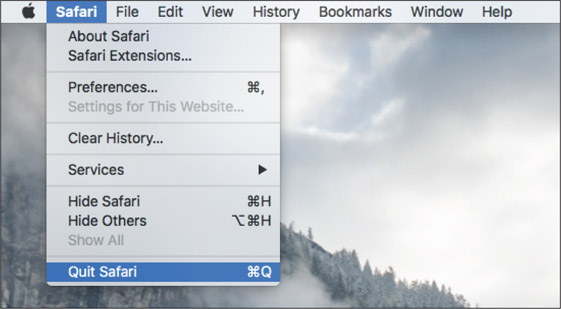 Safari File Edit View History Bookmarks Window Help
About Safari
Safari Extensions...
Preferences... ⌘,
Settings for This Website...
Clear History...
Services ▶
Hide Safari ⌘H
Hide Others ⌥⌘H
Show All
Quit Safari ⌘Q